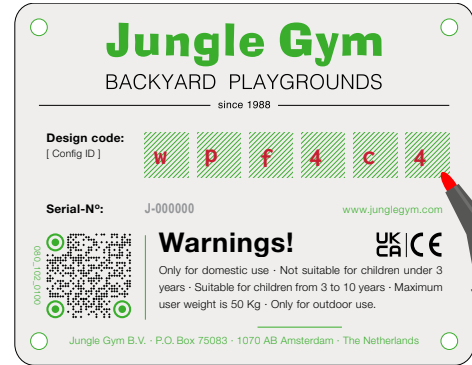 Jungle Gym
BACKYARD PLAYGROUNDS
since 1988
Design code:
[ Config ID ]
w p f 4 c 4
Serial-Nº: J-000000 www.junglegym.com
080_102_0100
Warnings!
UK CA CE
Only for domestic use · Not suitable for children under 3
years · Suitable for children from 3 to 10 years · Maximum
user weight is 50 Kg · Only for outdoor use.
Jungle Gym B.V. · P.O. Box 75083 · 1070 AB Amsterdam · The Netherlands